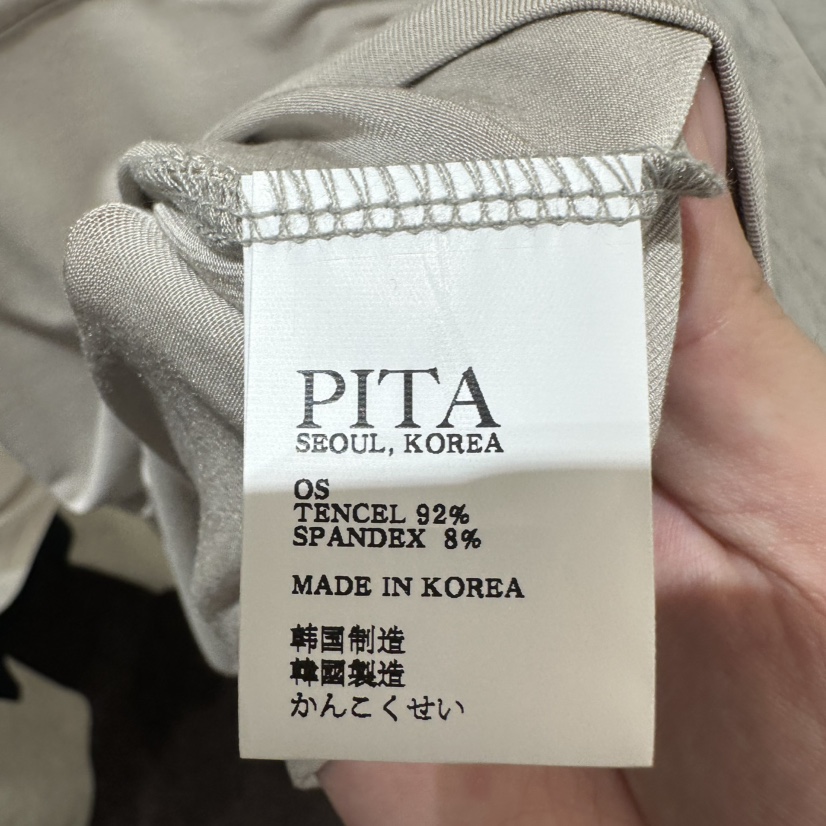 PITA
SEOUL, KOREA
OS
TENCEL 92%
SPANDEX 8%
MADE IN KOREA
韩国制造
韓國製造
かんこくせい